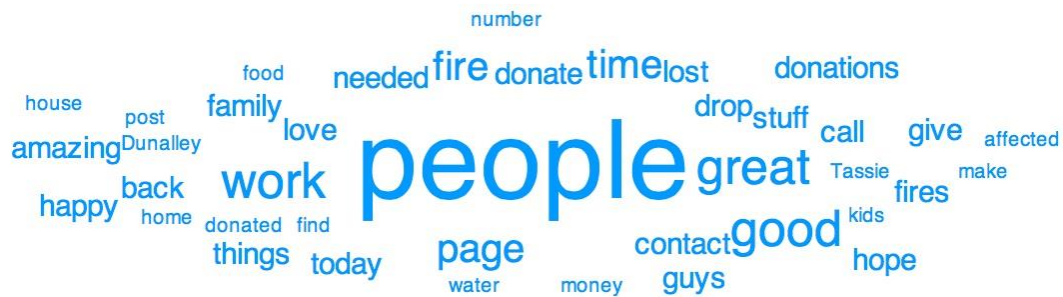 number
needed fire donate time lost
food
donations
house
family
drop stuff
post
love
call
give
affected
amazing Dunalley
people
work
great
Tassie
make
back
fires
happy
home
kids
donated find
good
things
page
contact
hope
today
guys
water
money